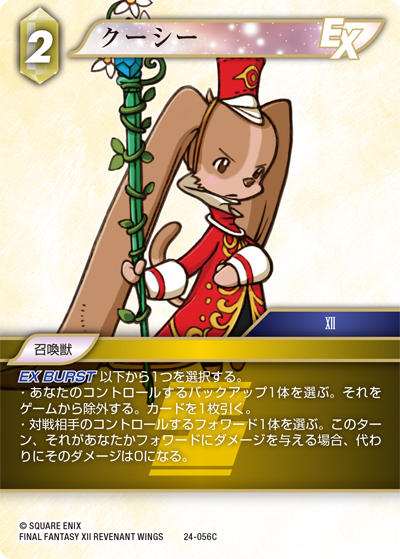 2
クーシー
EX
XII
召喚獣
EX BURST 以下から1つを選択する。
・あなたのコントロールするバックアップ1体を選ぶ。それを
ゲームから除外する。カードを1枚引く。
・対戦相手のコントロールするフォワード1体を選ぶ。このター
ン、それがあなたかフォワードにダメージを与える場合、代わ
りにそのダメージは0になる。
© SQUARE ENIX
FINAL FANTASY XII REVENANT WINGS 24-056C